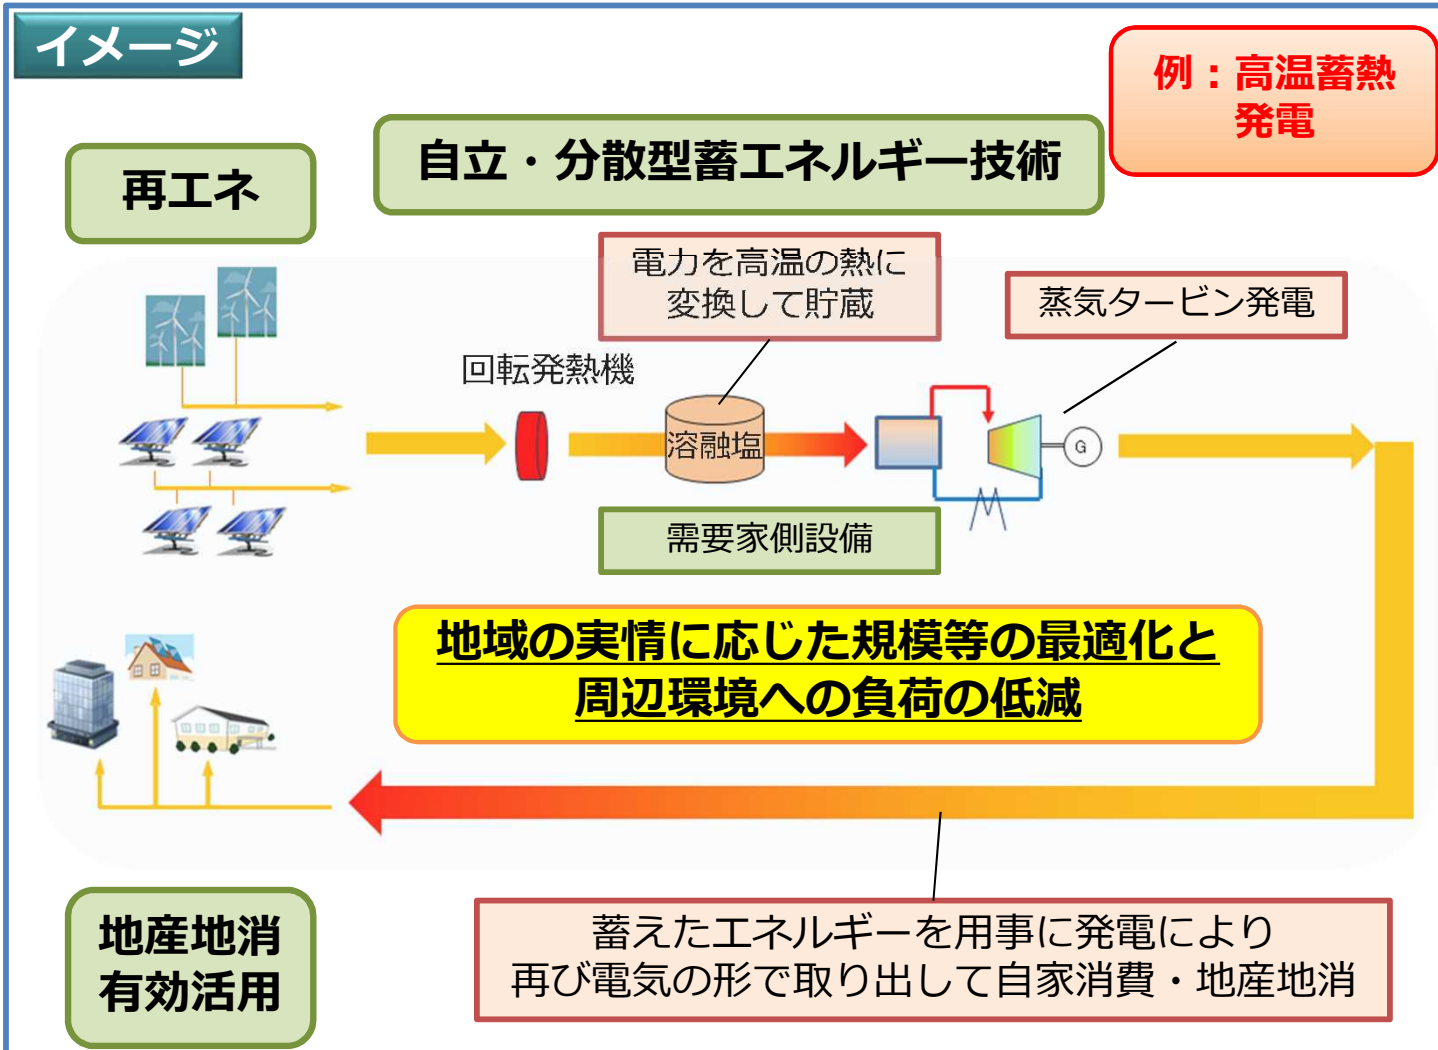 イメージ
例：高温蓄熱
発電
再エネ
自立・分散型蓄エネルギー技術
電力を高温の熱に
変換して貯蔵
蒸気タービン発電
回転発熱機
溶融塩
G
需要家側設備
地域の実情に応じた規模等の最適化と
周辺環境への負荷の低減
地産地消
有効活用
蓄えたエネルギーを用事に発電により
再び電気の形で取り出して自家消費・地産地消